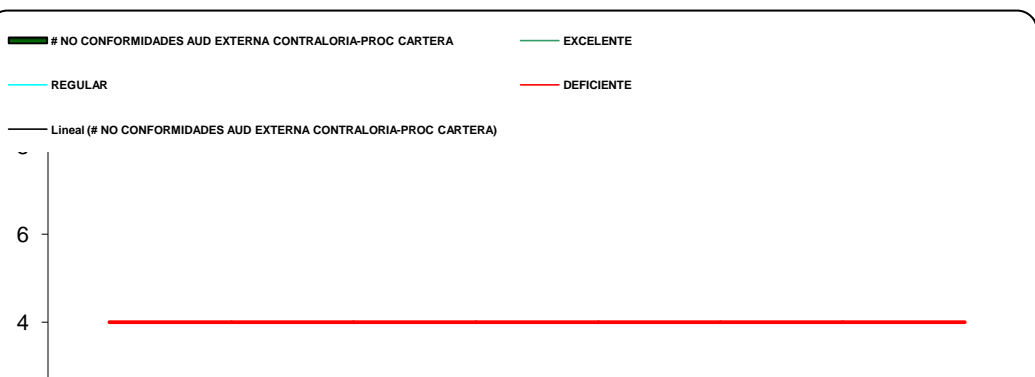 # NO CONFORMIDADES AUD EXTERNA CONTRALORIA-PROC CARTERA
EXCELENTE
REGULAR
DEFICIENTE
Lineal (# NO CONFORMIDADES AUD EXTERNA CONTRALORIA-PROC CARTERA)
6
4